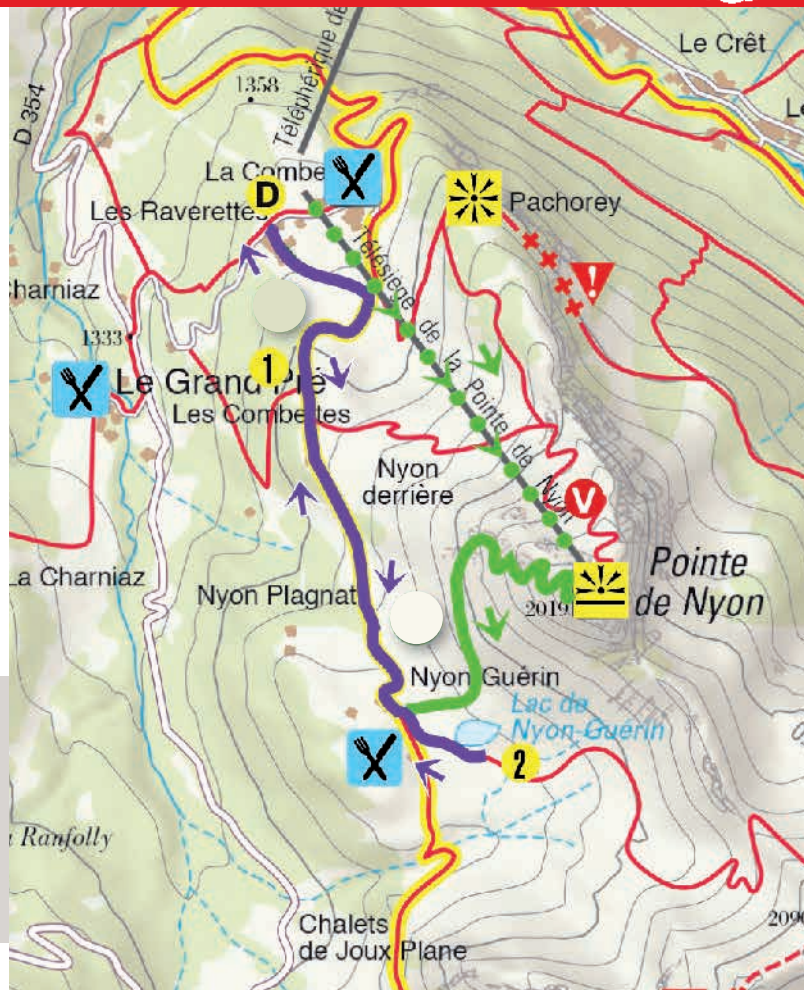 Le Crêt
1358
D 354
Téléphérique de
La Combe
D
Les Raverettes
Pachorey
Télésiège de la Pointe de Nyon
harniaz
!
1333
1
Le Grand Pré
Les Combettes
Nyon
derrière
V
Pointe
de Nyon
La Charniaz
Nyon Plagnat
2019
Nyon Guérin
Lac de
Nyon-Guérin
2
Ranfolly
Chalets
de Joux Plane
209